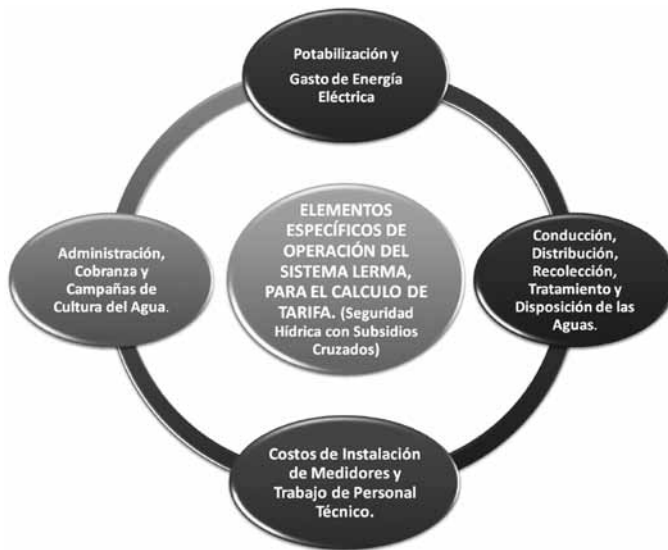 Potabilización y
Gasto de Energía
Eléctrica
Administración,
Cobranza y
Campañas de
Cultura del Agua.
ELEMENTOS
ESPECÍFICOS DE
OPERACIÓN DEL
SISTEMA LERMA,
PARA EL CALCULO DE
TARIFA. (Seguridad
Hídrica con Subsidios
Cruzados)
Conducción,
Distribución,
Recolección,
Tratamiento y
Disposición de las
Aguas.
Costos de Instalación
de Medidores y
Trabajo de Personal
Técnico.